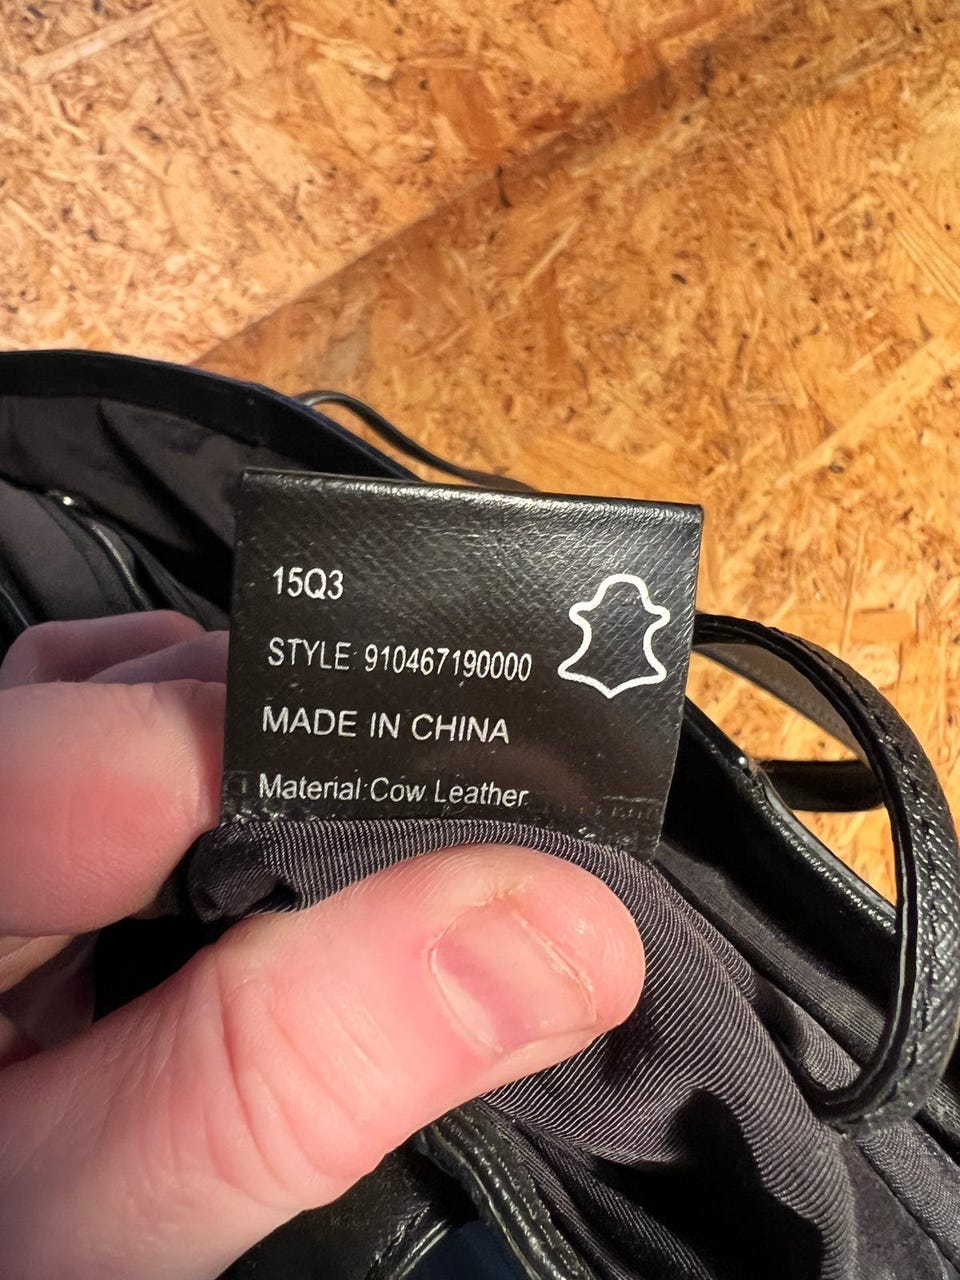 15Q3
STYLE: 910467190000
MADE IN CHINA
Material:Cow Leather